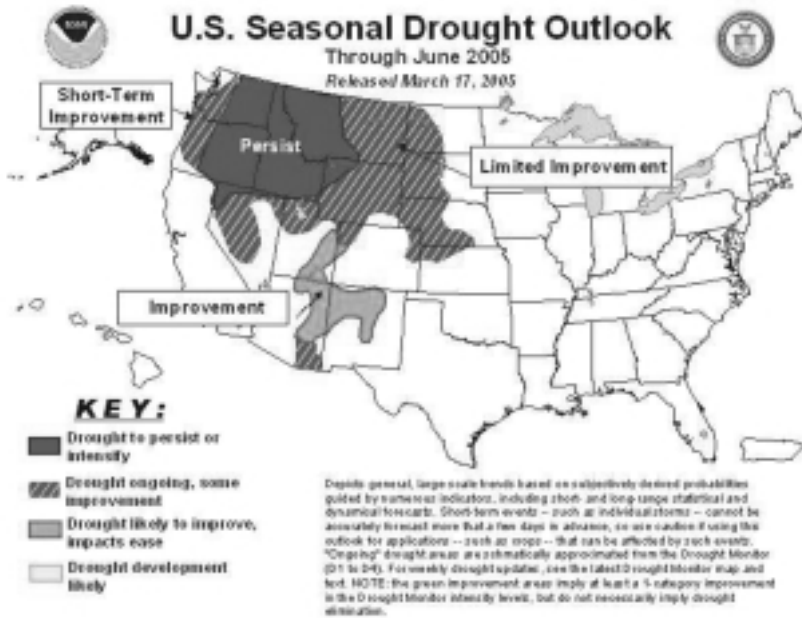 U.S. Seasonal Drought Outlook
Through June 2005
Released March 17, 2005
Short-Term
Improvement
Persist
Limited Improvement
Improvement
KEY:
Drought to persist or
intensify
Drought ongoing, some
improvement
Drought likely to improve,
impacts ease
Drought development
likely
Depicts general, large-scale trends based on subjectively derived probabilities
guided by numerous indicators, including short- and long-range statistical and
dynamical forecasts. Short-term events -- such as individual storms -- cannot be
accurately forecast more than a few days in advance, so use caution if using this
outlook for applications -- such as crops -- that can be affected by such events.
"Ongoing" drought areas are schmatically approximated from the Drought Monitor
(D1 to D4). For weekly drought updates, see the latest Drought Monitor map and
text. NOTE: the green improvement areas imply at least a 1-category improvement
in the Drought Monitor intensity levels, but do not necessarily imply drought
elimination.